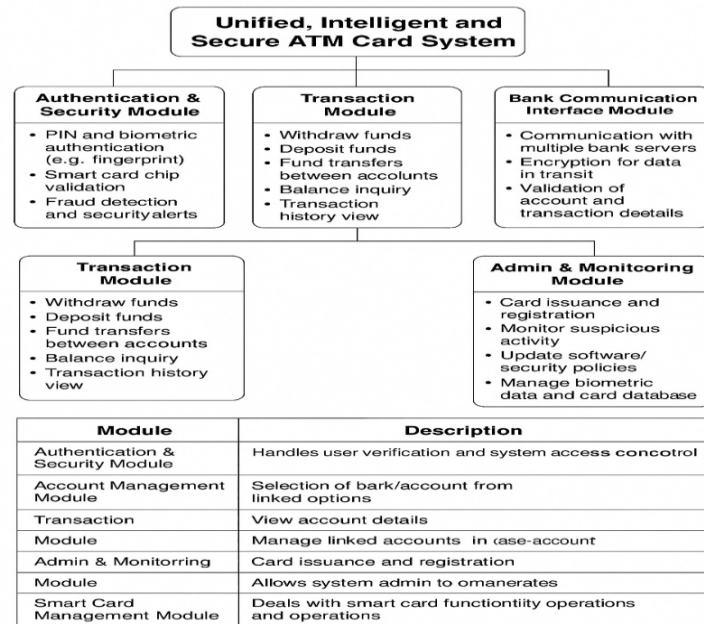 Unified, Intelligent and
Secure ATM Card System
Authentication &
Security Module
• PIN and biometric
authentication
(e.g. fingerprint)
• Smart card chip
validation
• Fraud detection
and securityalerts
Transaction
Module
• Withdraw funds
• Deposit funds
• Fund transfers
between accolunts
• Balance inquiry
• Transaction
history view
Bank Communication
Interface Module
• Communication with
multiple bank servers
• Encryption for data
in transit
• Validation of
account and
transaction deetails
Transaction
Module
• Withdraw funds
• Deposit funds
• Fund transfers
between accounts
• Balance inquiry
• Transaction history
view
Admin & Monitcoring
Module
• Card issuance and
registration
• Monitor suspicious
activity
• Update software/
security policies
• Manage biometric
data and card database
Module
Description
Authentication &
Security Module
Handles user verification and system access concotrol
Account Management
Module
Selection of bark/account from
linked options
Transaction
View account details
Module
Manage linked accounts in ‹ase-account
Admin & Monitorring
Card issuance and registration
Module
Allows system admin to omanerates
Smart Card
Management Module
Deals with smart card functiontiity operations
and operations